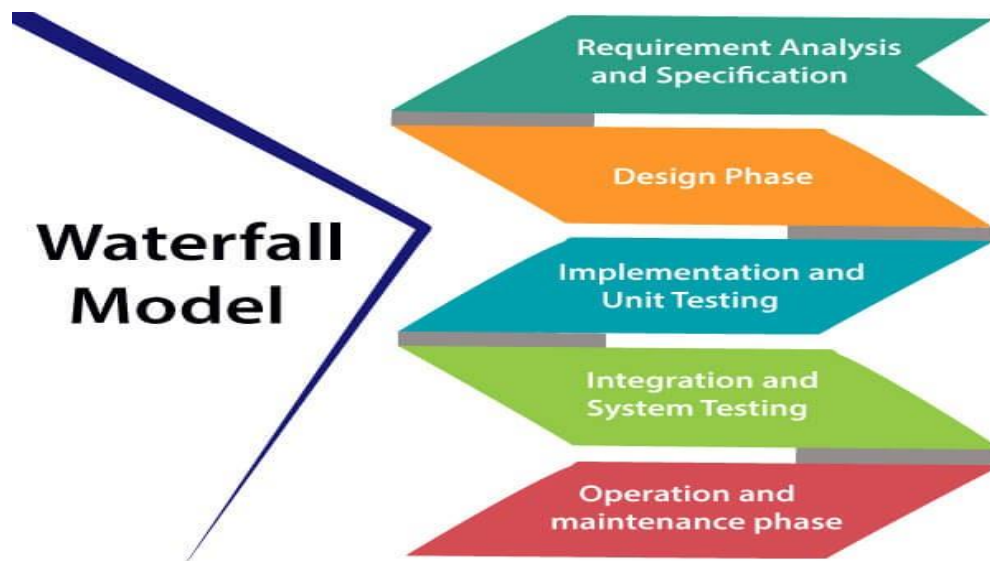 Waterfall
Model
Requirement Analysis
and Specification
Design Phase
Implementation and
Unit Testing
Integration and
System Testing
Operation and
maintenance phase